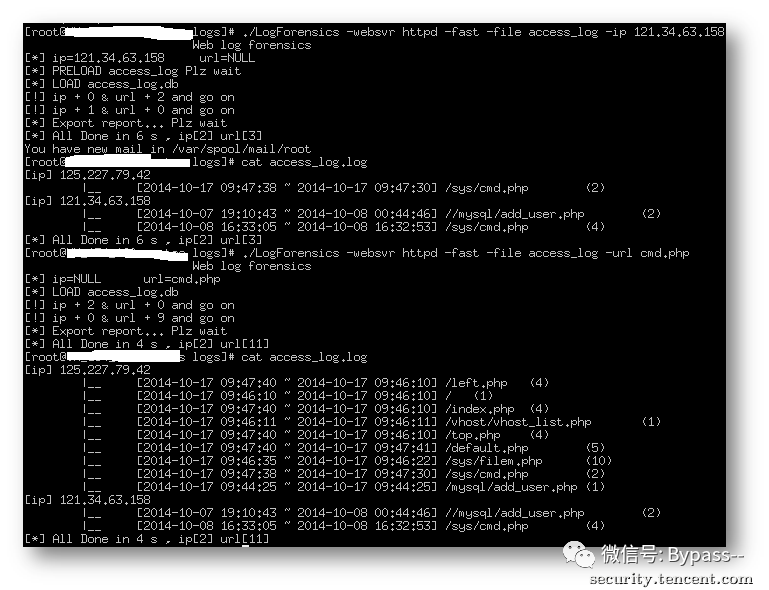 [root@ logs]# ./LogForensics -websvr httpd -fast -file access_log -ip 121.34.63.158
Web log forensics
[*] ip=121.34.63.158 url=NULL
[*] PRELOAD access_log Plz wait
[*] LOAD access_log.db
[!] ip + 0 & url + 2 and go on
[!] ip + 1 & url + 0 and go on
[*] Export report... Plz wait
[*] All Done in 6 s , ip[2] url[3]
You have new mail in /var/spool/mail/root
[root@ logs]# cat access_log.log
[ip] 125.227.79.42
|__ [2014-10-17 09:47:38 ~ 2014-10-17 09:47:30] /sys/cmd.php (2)
[ip] 121.34.63.158
|__ [2014-10-07 19:10:43 ~ 2014-10-08 00:44:46] //mysql/add_user.php (2)
|__ [2014-10-08 16:33:05 ~ 2014-10-08 16:32:53] /sys/cmd.php (4)
[*] All Done in 6 s , ip[2] url[3]
[root@ logs]# ./LogForensics -websvr httpd -fast -file access_log -url cmd.php
Web log forensics
[*] ip=NULL url=cmd.php
[*] LOAD access_log.db
[!] ip + 2 & url + 0 and go on
[!] ip + 0 & url + 9 and go on
[*] Export report... Plz wait
[*] All Done in 4 s , ip[2] url[11]
[root@ s logs]# cat access_log.log
[ip] 125.227.79.42
|__ [2014-10-17 09:47:40 ~ 2014-10-17 09:46:10] /left.php (4)
|__ [2014-10-17 09:46:10 ~ 2014-10-17 09:46:10] / (1)
|__ [2014-10-17 09:47:40 ~ 2014-10-17 09:46:10] /index.php (4)
|__ [2014-10-17 09:46:11 ~ 2014-10-17 09:46:11] /vhost/vhost_list.php (1)
|__ [2014-10-17 09:47:40 ~ 2014-10-17 09:46:10] /top.php (4)
|__ [2014-10-17 09:47:40 ~ 2014-10-17 09:47:41] /default.php (5)
|__ [2014-10-17 09:46:35 ~ 2014-10-17 09:46:22] /sys/filem.php (10)
|__ [2014-10-17 09:47:38 ~ 2014-10-17 09:47:30] /sys/cmd.php (2)
|__ [2014-10-17 09:44:25 ~ 2014-10-17 09:44:25] /mysql/add_user.php (1)
[ip] 121.34.63.158
|__ [2014-10-07 19:10:43 ~ 2014-10-08 00:44:46] //mysql/add_user.php (2)
|__ [2014-10-08 16:33:05 ~ 2014-10-08 16:32:53] /sys/cmd.php (4)
[*] All Done in 4 s , ip[2] url[11]
微信号: Bypass--
security.tencent.com